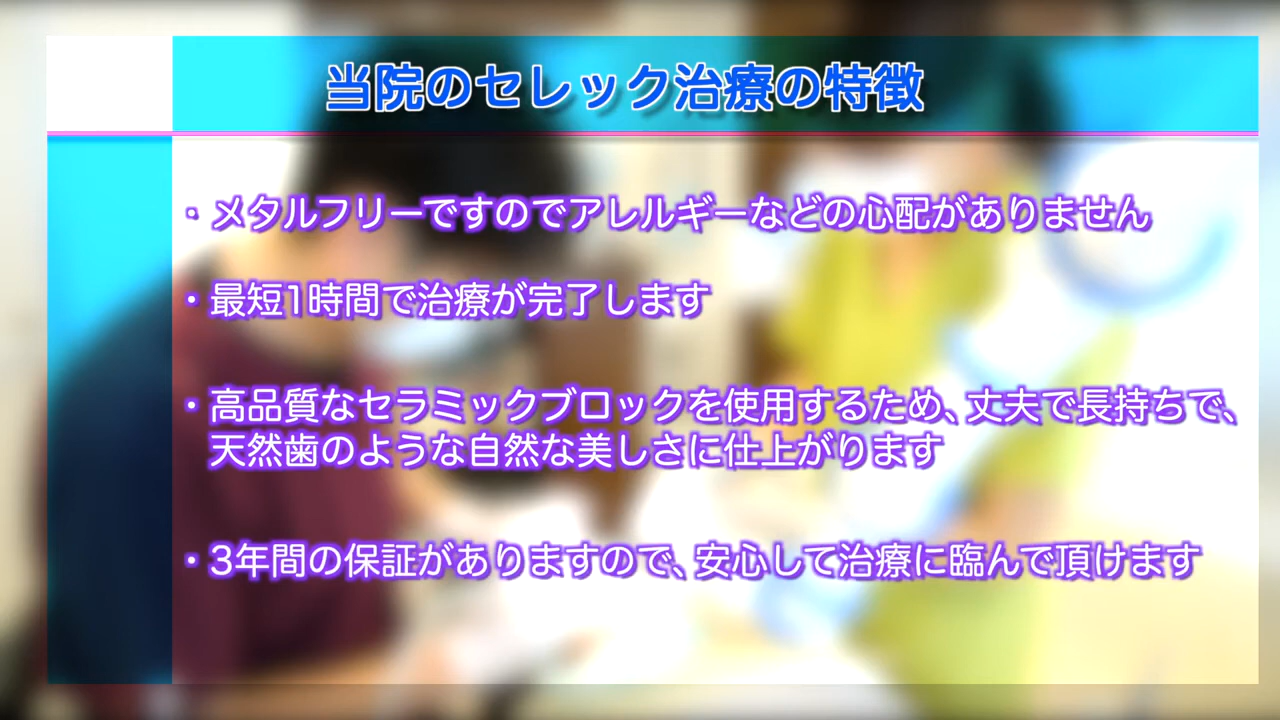 当院のセレック治療の特徴
・メタルフリーですのでアレルギーなどの心配がありません
・最短1時間で治療が完了します
・高品質なセラミックブロックを使用するため、丈夫で長持ちで、
天然歯のような自然な美しさに仕上がります
・3年間の保証がありますので、安心して治療に臨んで頂けます